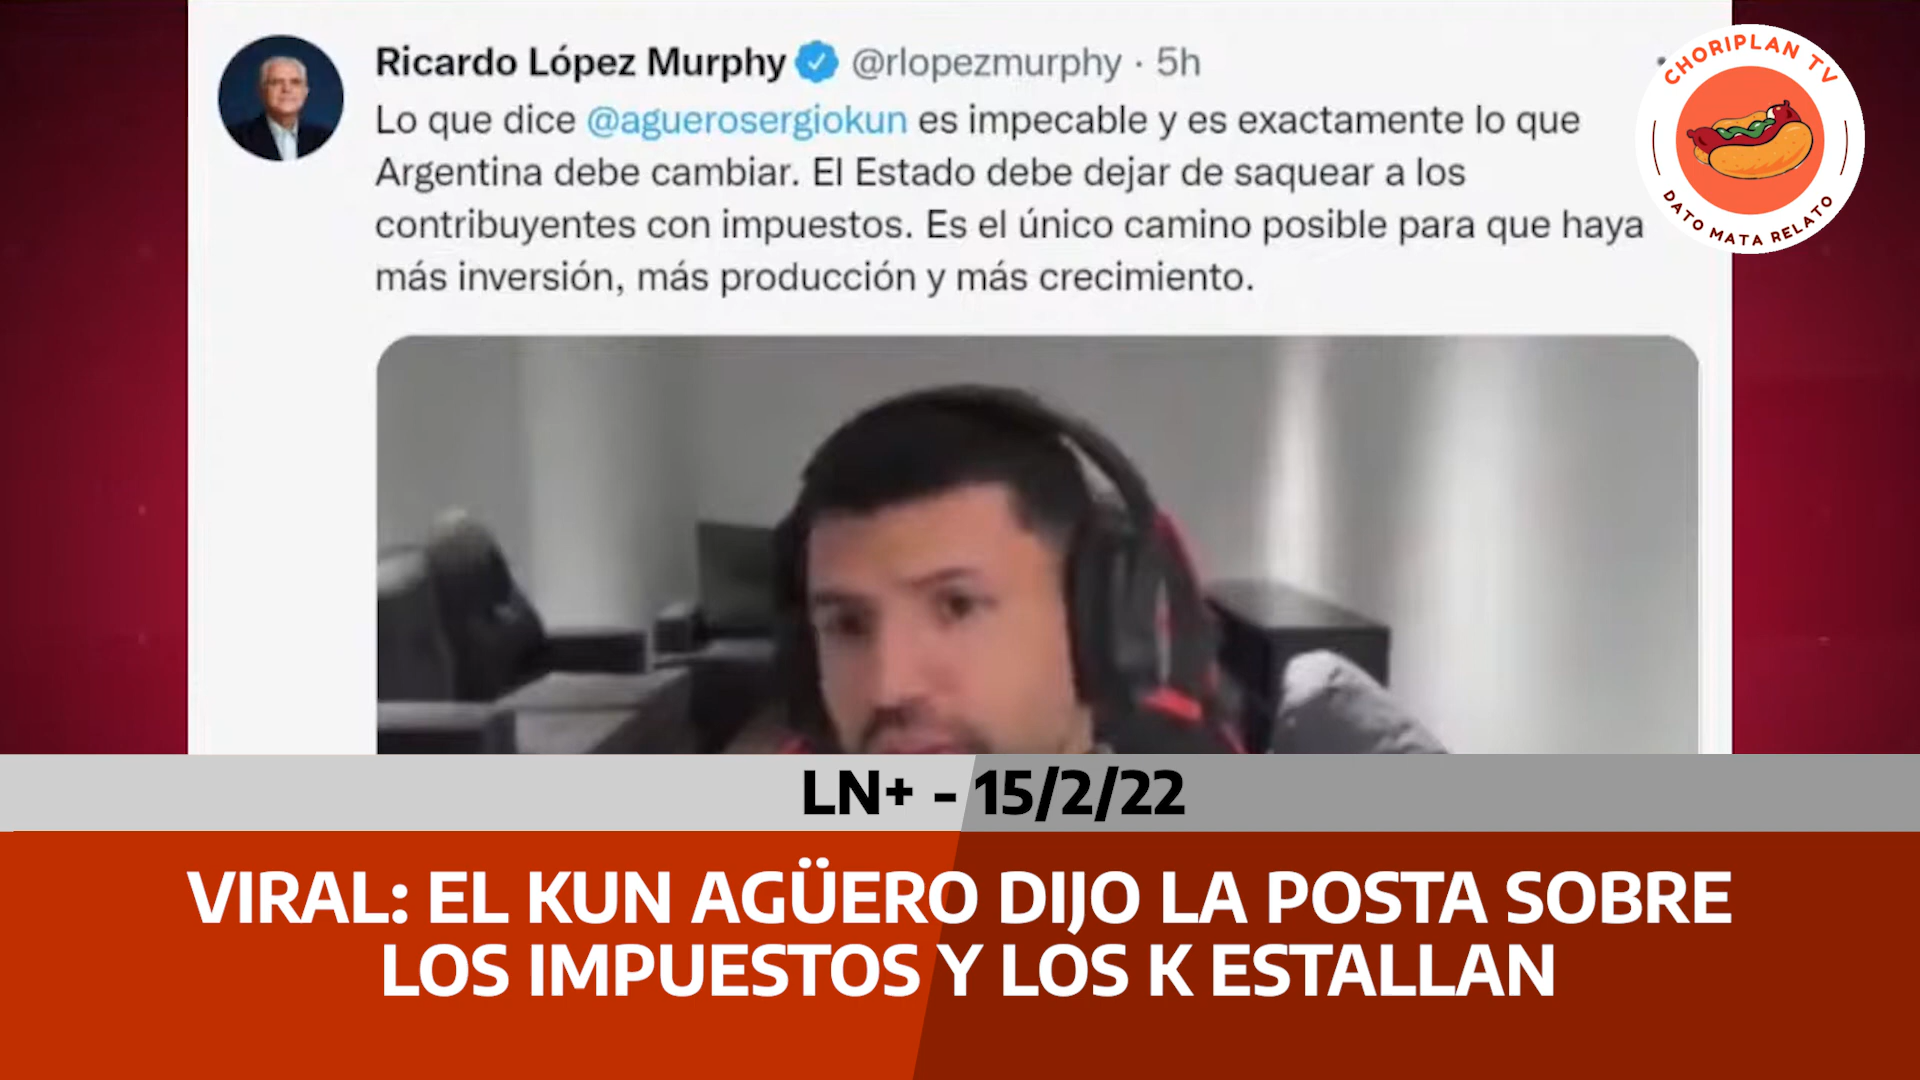 Ricardo López Murphy @rlopezmurphy · 5h
Lo que dice @aguerosergiokun es impecable y es exactamente lo que
Argentina debe cambiar. El Estado debe dejar de saquear a los
contribuyentes con impuestos. Es el único camino posible para que haya
más inversión, más producción y más crecimiento.
CHORIPLAN TV
DATO MATA RELATO
LN+ - 15/2/22
VIRAL: EL KUN AGÜERO DIJO LA POSTA SOBRE
LOS IMPUESTOS Y LOS K ESTALLAN